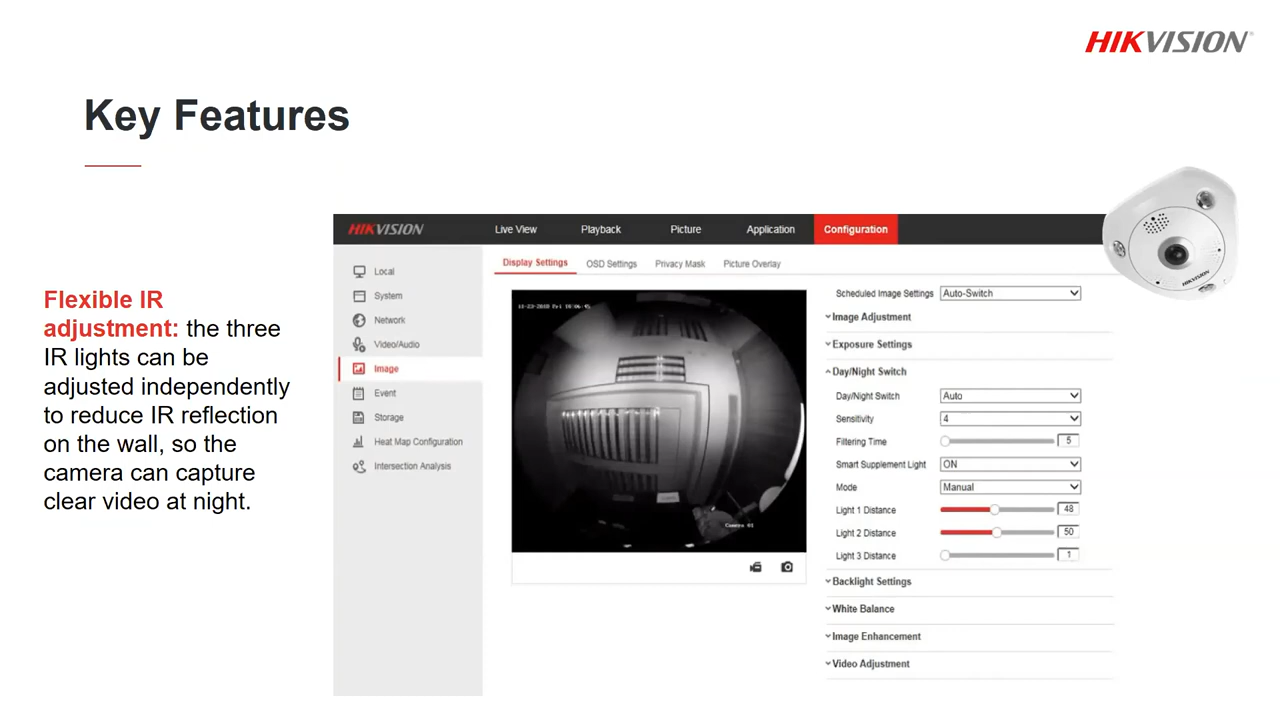 HIKVISION
Key Features
Flexible IR
adjustment: the three
IR lights can be
adjusted independently
to reduce IR reflection
on the wall, so the
camera can capture
clear video at night.
HIKVISION
Live View
Playback
Picture
Application
Configuration
Local
System
Network
Video/Audio
Image
Event
Storage
Heat Map Configuration
Intersection Analysis
Display Settings
OSD Settings
Privacy Mask
Picture Overlay
Camera 01
Scheduled Image Settings Auto-Switch
Image Adjustment
Exposure Settings
Day/Night Switch
Day/Night Switch Auto
Sensitivity 4
Filtering Time 5
Smart Supplement Light ON
Mode Manual
Light 1 Distance 48
Light 2 Distance 50
Light 3 Distance 1
Backlight Settings
White Balance
Image Enhancement
Video Adjustment
HIKVISION